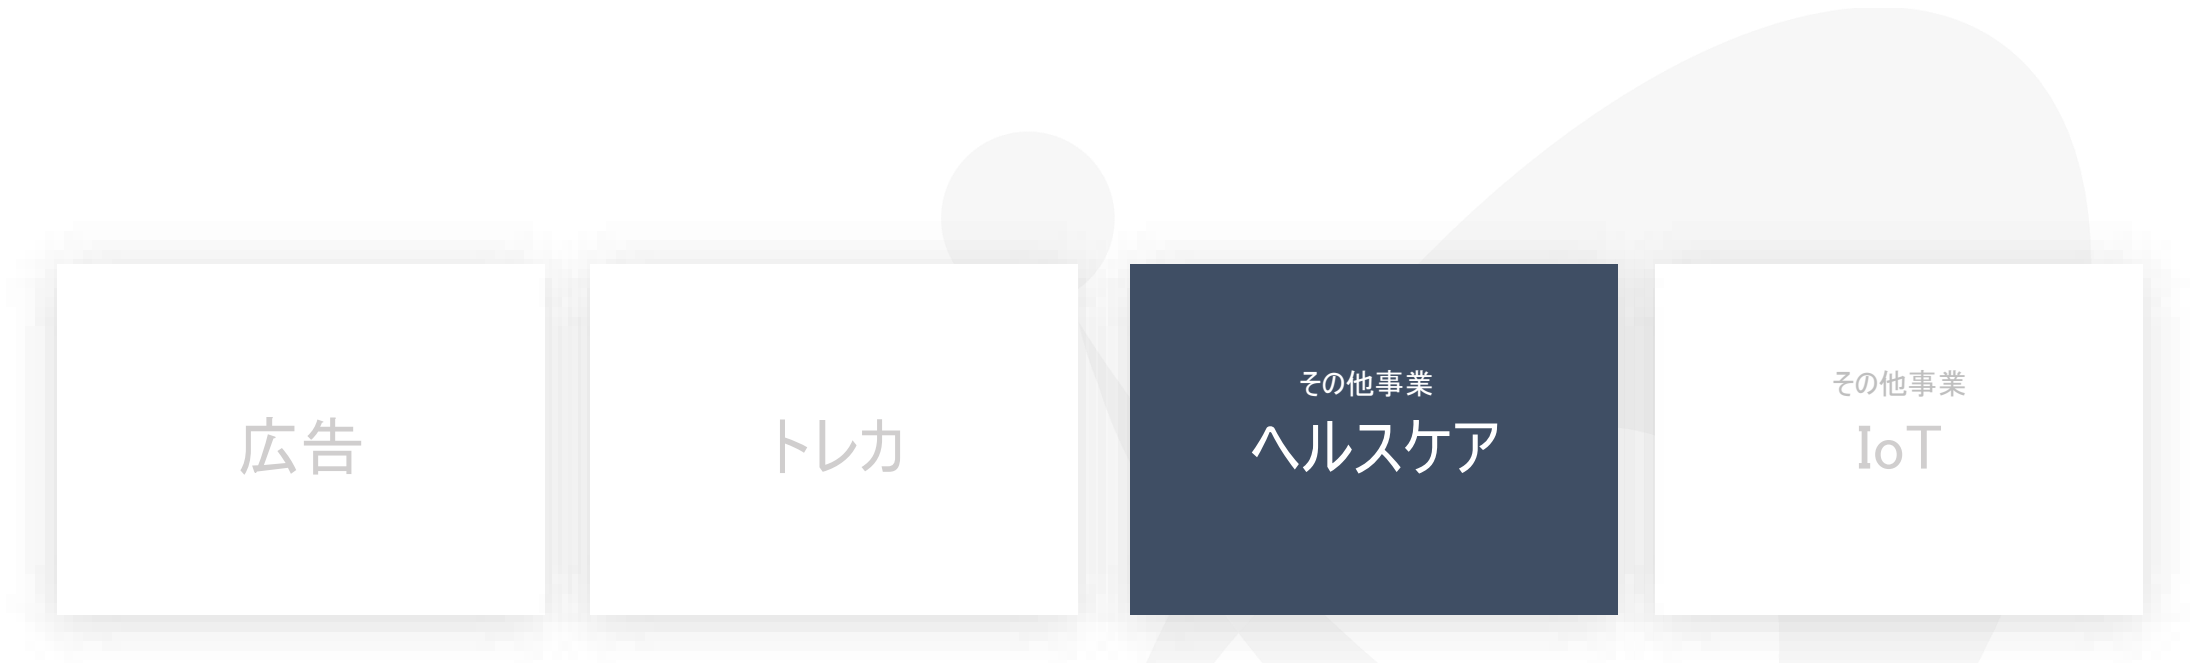 広告
トレカ
その他事業
ヘルスケア
その他事業
IoT